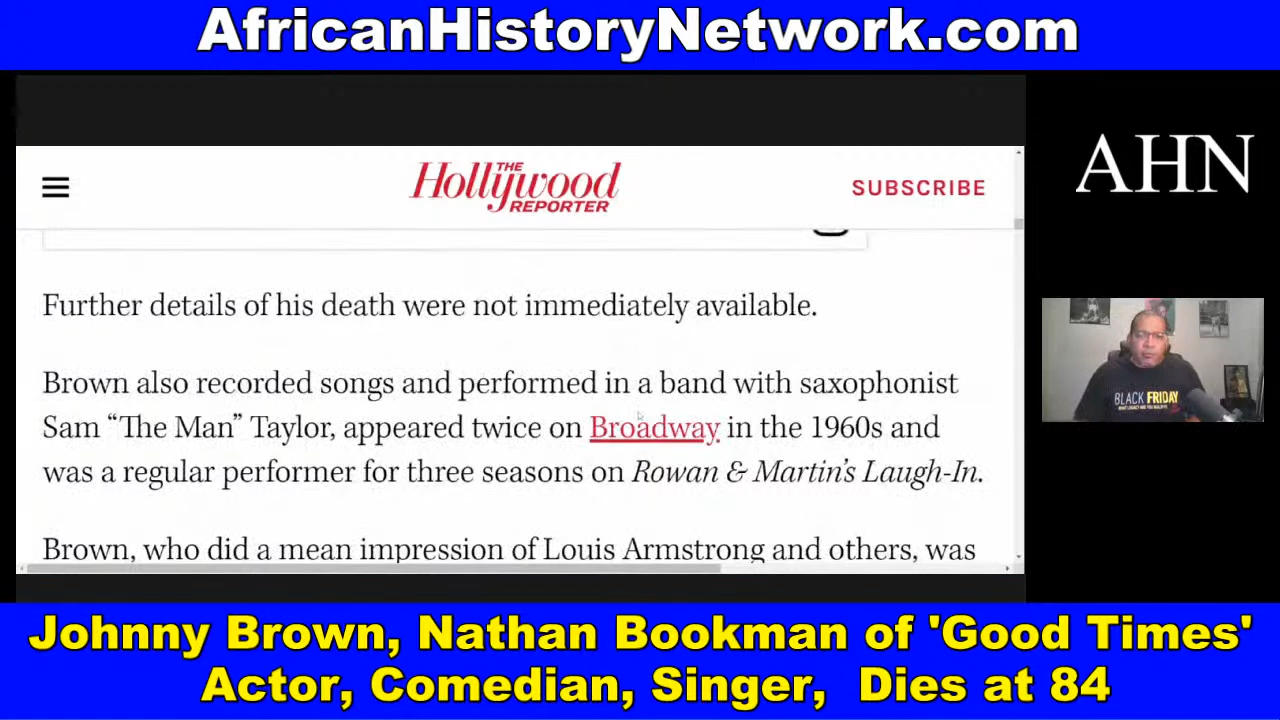 AfricanHistoryNetwork.com
AHN
THE
Hollywood
REPORTER
SUBSCRIBE
Further details of his death were not immediately available.
Brown also recorded songs and performed in a band with saxophonist
Sam “The Man” Taylor, appeared twice on Broadway in the 1960s and
was a regular performer for three seasons on Rowan & Martin’s Laugh-In.
Brown, who did a mean impression of Louis Armstrong and others, was
BLACK FRIDAY
Johnny Brown, Nathan Bookman of 'Good Times'
Actor, Comedian, Singer, Dies at 84